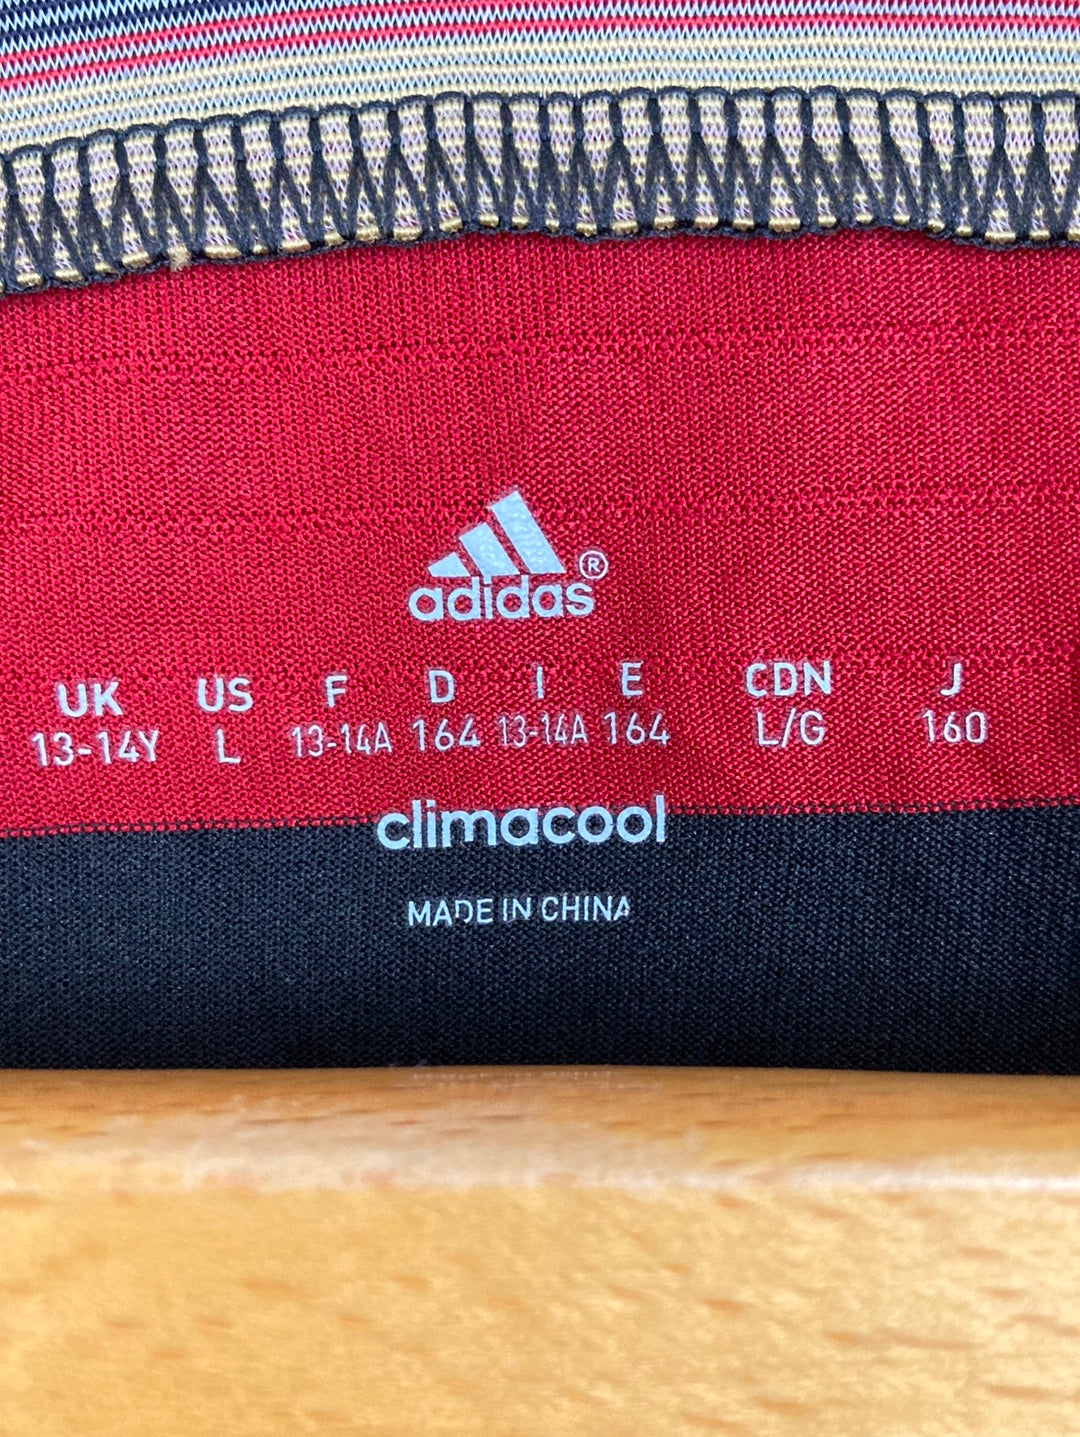 adidas®
UK US F D I E CDN J
13-14Y L 13-14A 164 13-14A 164 L/G 160
climacool
MADE IN CHINA